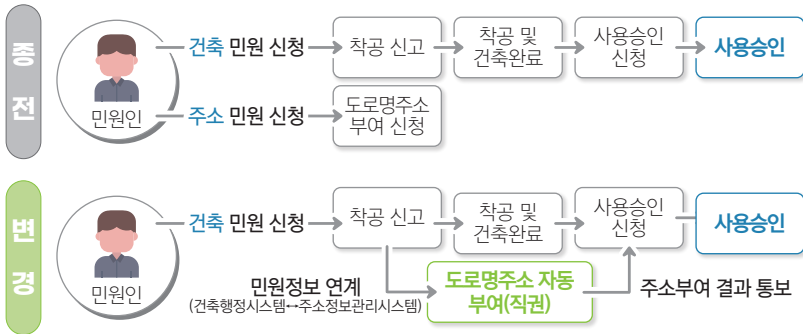 종전
민원인
건축 민원 신청
착공 신고
착공 및
건축완료
사용승인
신청
사용승인
주소 민원 신청
도로명주소
부여 신청
변경
민원인
건축 민원 신청
착공 신고
착공 및
건축완료
사용승인
신청
사용승인
민원정보 연계
(건축행정시스템↔주소정보관리시스템)
도로명주소 자동
부여(직권)
주소부여 결과 통보